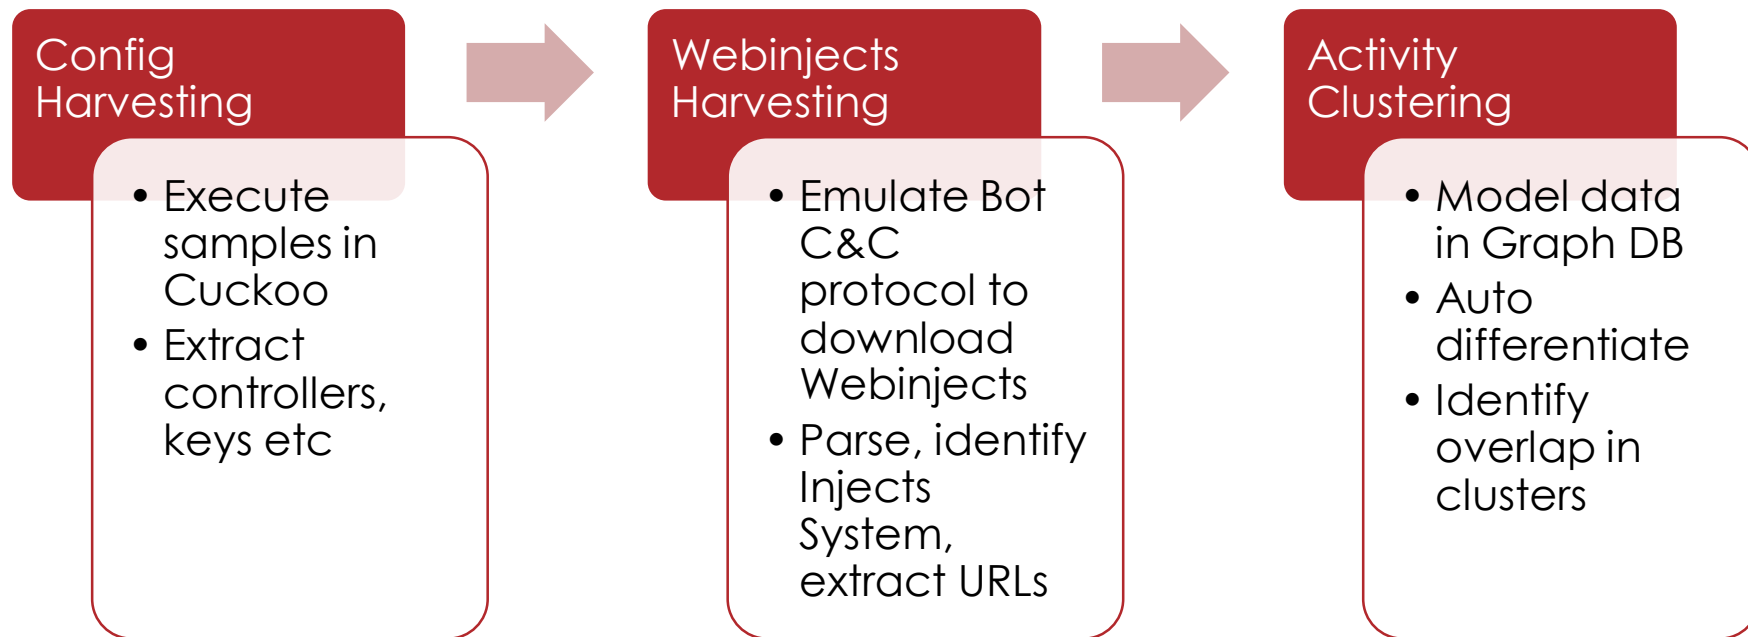 Config
Harvesting
• Execute
samples in
Cuckoo
• Extract
controllers,
keys etc
Webinjects
Harvesting
• Emulate Bot
C&C
protocol to
download
Webinjects
• Parse, identify
Injects
System,
extract URLs
Activity
Clustering
• Model data
in Graph DB
• Auto
differentiate
• Identify
overlap in
clusters